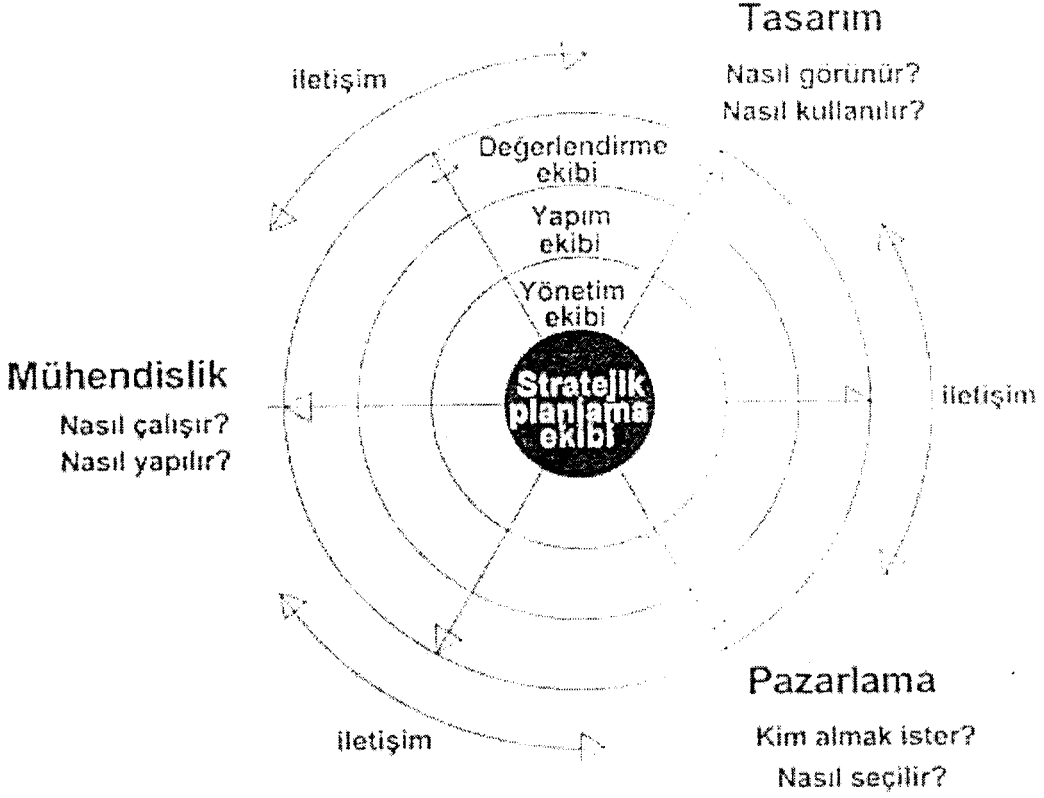 Tasarım
Nasıl görünür?
Nasıl kullanılır?
iletişim
Değerlendirme
ekibi
Yapım
ekibi
Yönetim
ekibi
Stratejik
planlama
ekibi
Mühendislik
Nasıl çalışır?
Nasıl yapılır?
iletişim
Pazarlama
Kim almak ister?
Nasıl seçilir?
iletişim